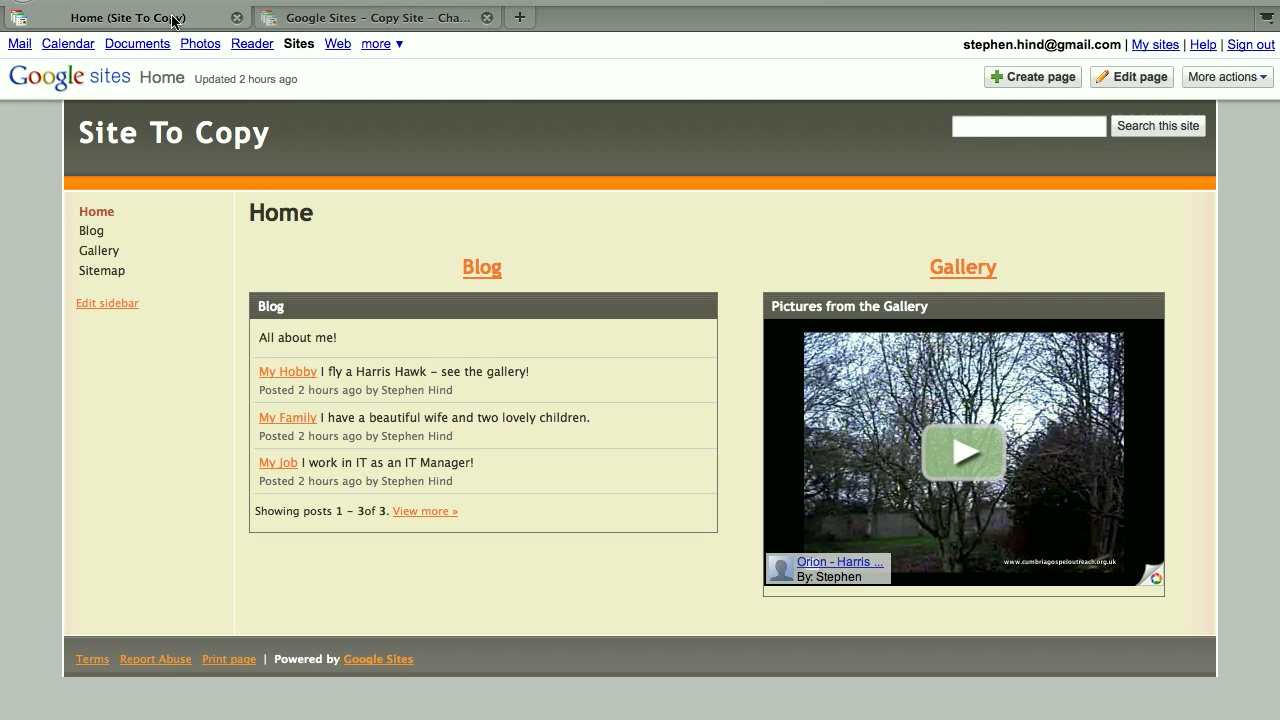 Home (Site To Copy)
Google Sites – Copy Site – Cha...
Mail Calendar Documents Photos Reader Sites Web more ▼
stephen.hind@gmail.com | My sites | Help | Sign out
Google sites Home Updated 2 hours ago
Create page Edit page More actions
Site To Copy
Search this site
Home
Blog
Gallery
Sitemap
Edit sidebar
Home
Blog
Blog
All about me!
My Hobby I fly a Harris Hawk – see the gallery!
Posted 2 hours ago by Stephen Hind
My Family I have a beautiful wife and two lovely children.
Posted 2 hours ago by Stephen Hind
My Job I work in IT as an IT Manager!
Posted 2 hours ago by Stephen Hind
Showing posts 1 – 3of 3. View more »
Gallery
Pictures from the Gallery
Orion - Harris ...
By: Stephen
www.cumbriagospeloutreach.org.uk
Terms Report Abuse Print page | Powered by Google Sites